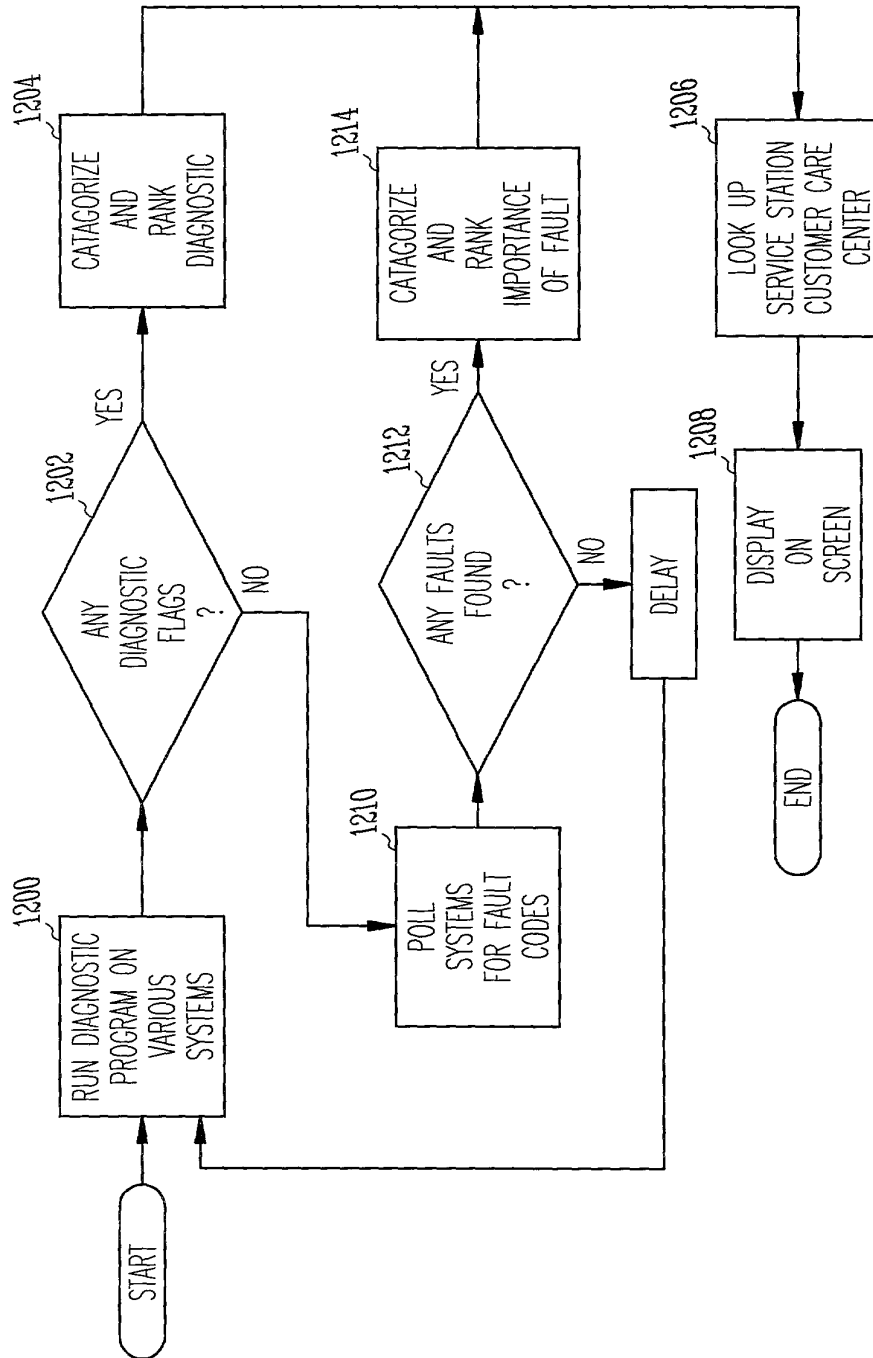 START
1200
RUN DIAGNOSTIC
PROGRAM ON
VARIOUS
SYSTEMS
1202
ANY
DIAGNOSTIC
FLAGS
?
YES
NO
1204
CATAGORIZE
AND
RANK
DIAGNOSTIC
1210
POLL
SYSTEMS
FOR FAULT
CODES
1212
ANY FAULTS
FOUND
?
YES
NO
1214
CATAGORIZE
AND
RANK
IMPORTANCE
OF FAULT
DELAY
1206
LOOK UP
SERVICE STATION
CUSTOMER CARE
CENTER
1208
DISPLAY
ON
SCREEN
END